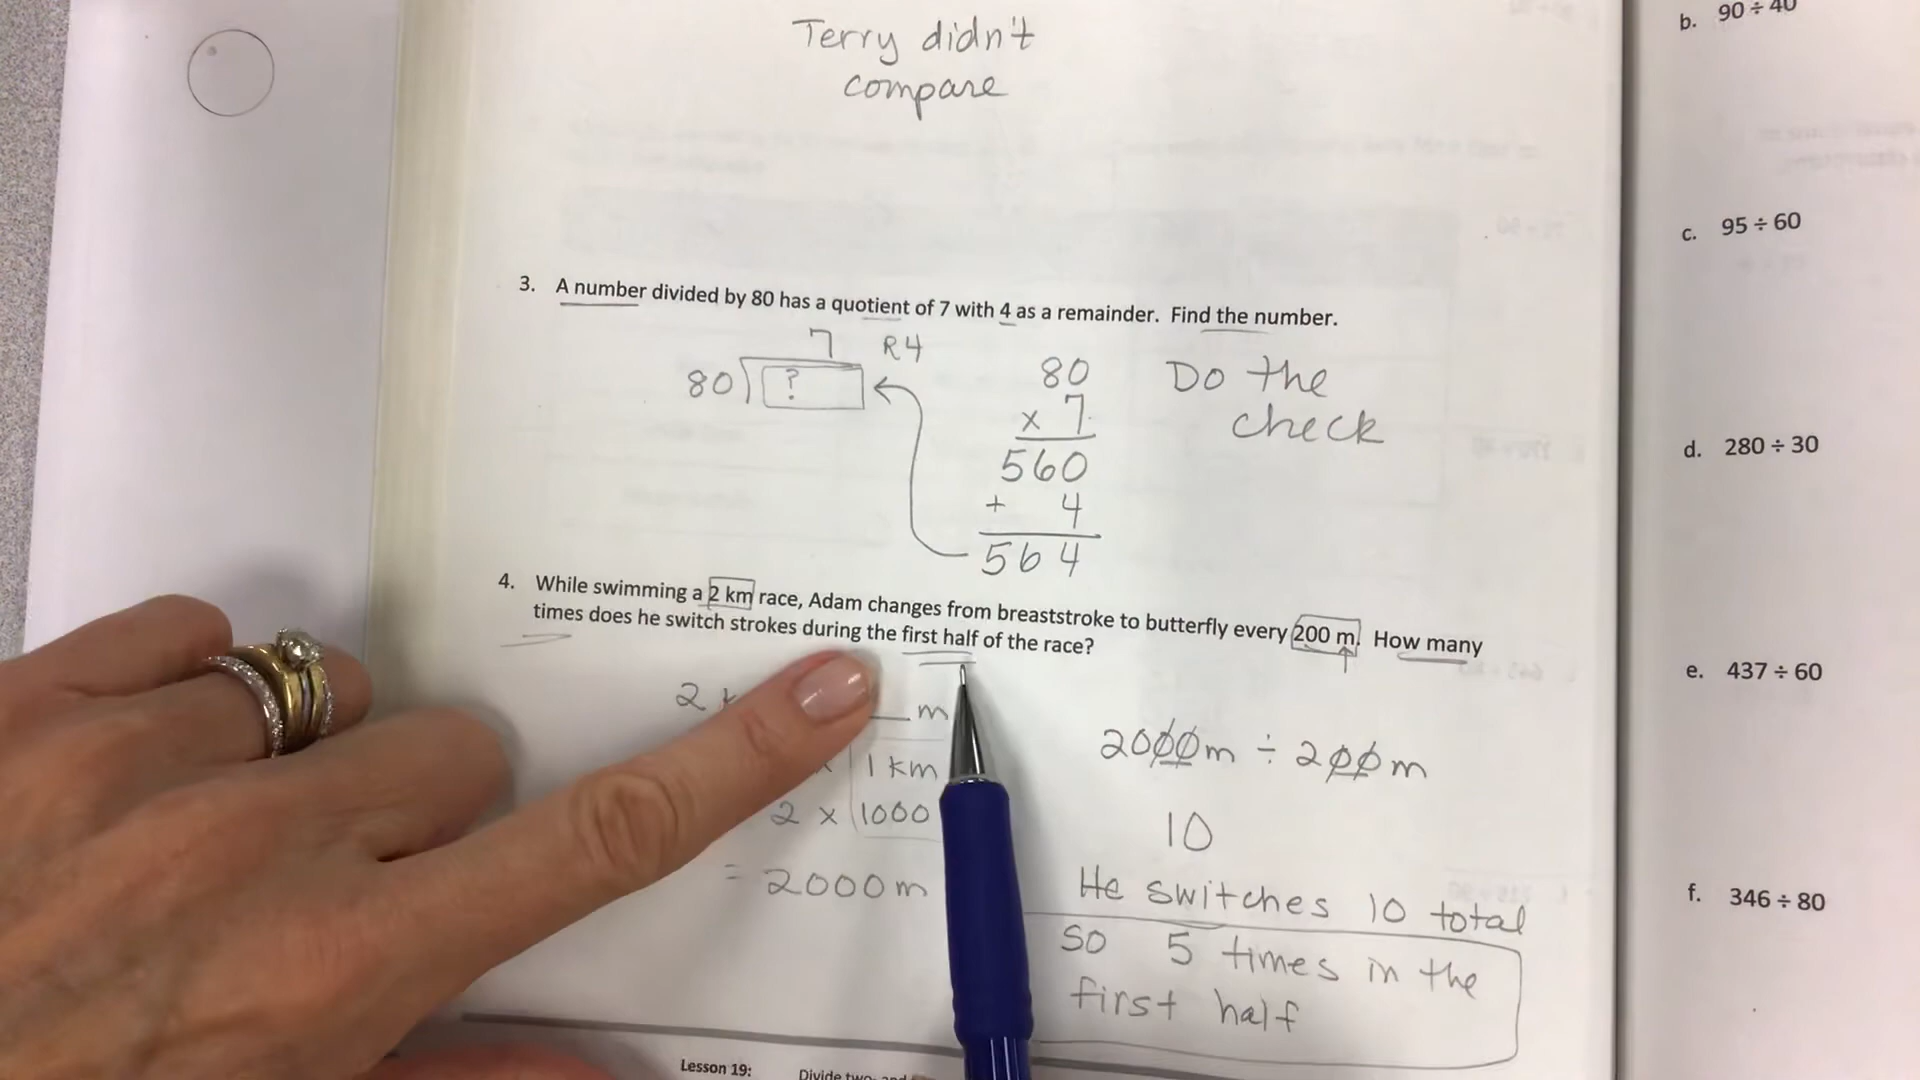 Terry didn't
compare
3. A number divided by 80 has a quotient of 7 with 4 as a remainder. Find the number.
7 R4
80 ?
80
x 7
560
+ 4
564
Do the
check
4. While swimming a 2 km race, Adam changes from breaststroke to butterfly every 200 m. How many
times does he switch strokes during the first half of the race?
2 m
1 km
2 x 1000
= 2000 m
2000m ÷ 200m
10
He switches 10 total
so 5 times in the
first half
Lesson 19:
b. 90 ÷ 40
c. 95 ÷ 60
d. 280 ÷ 30
e. 437 ÷ 60
f. 346 ÷ 80